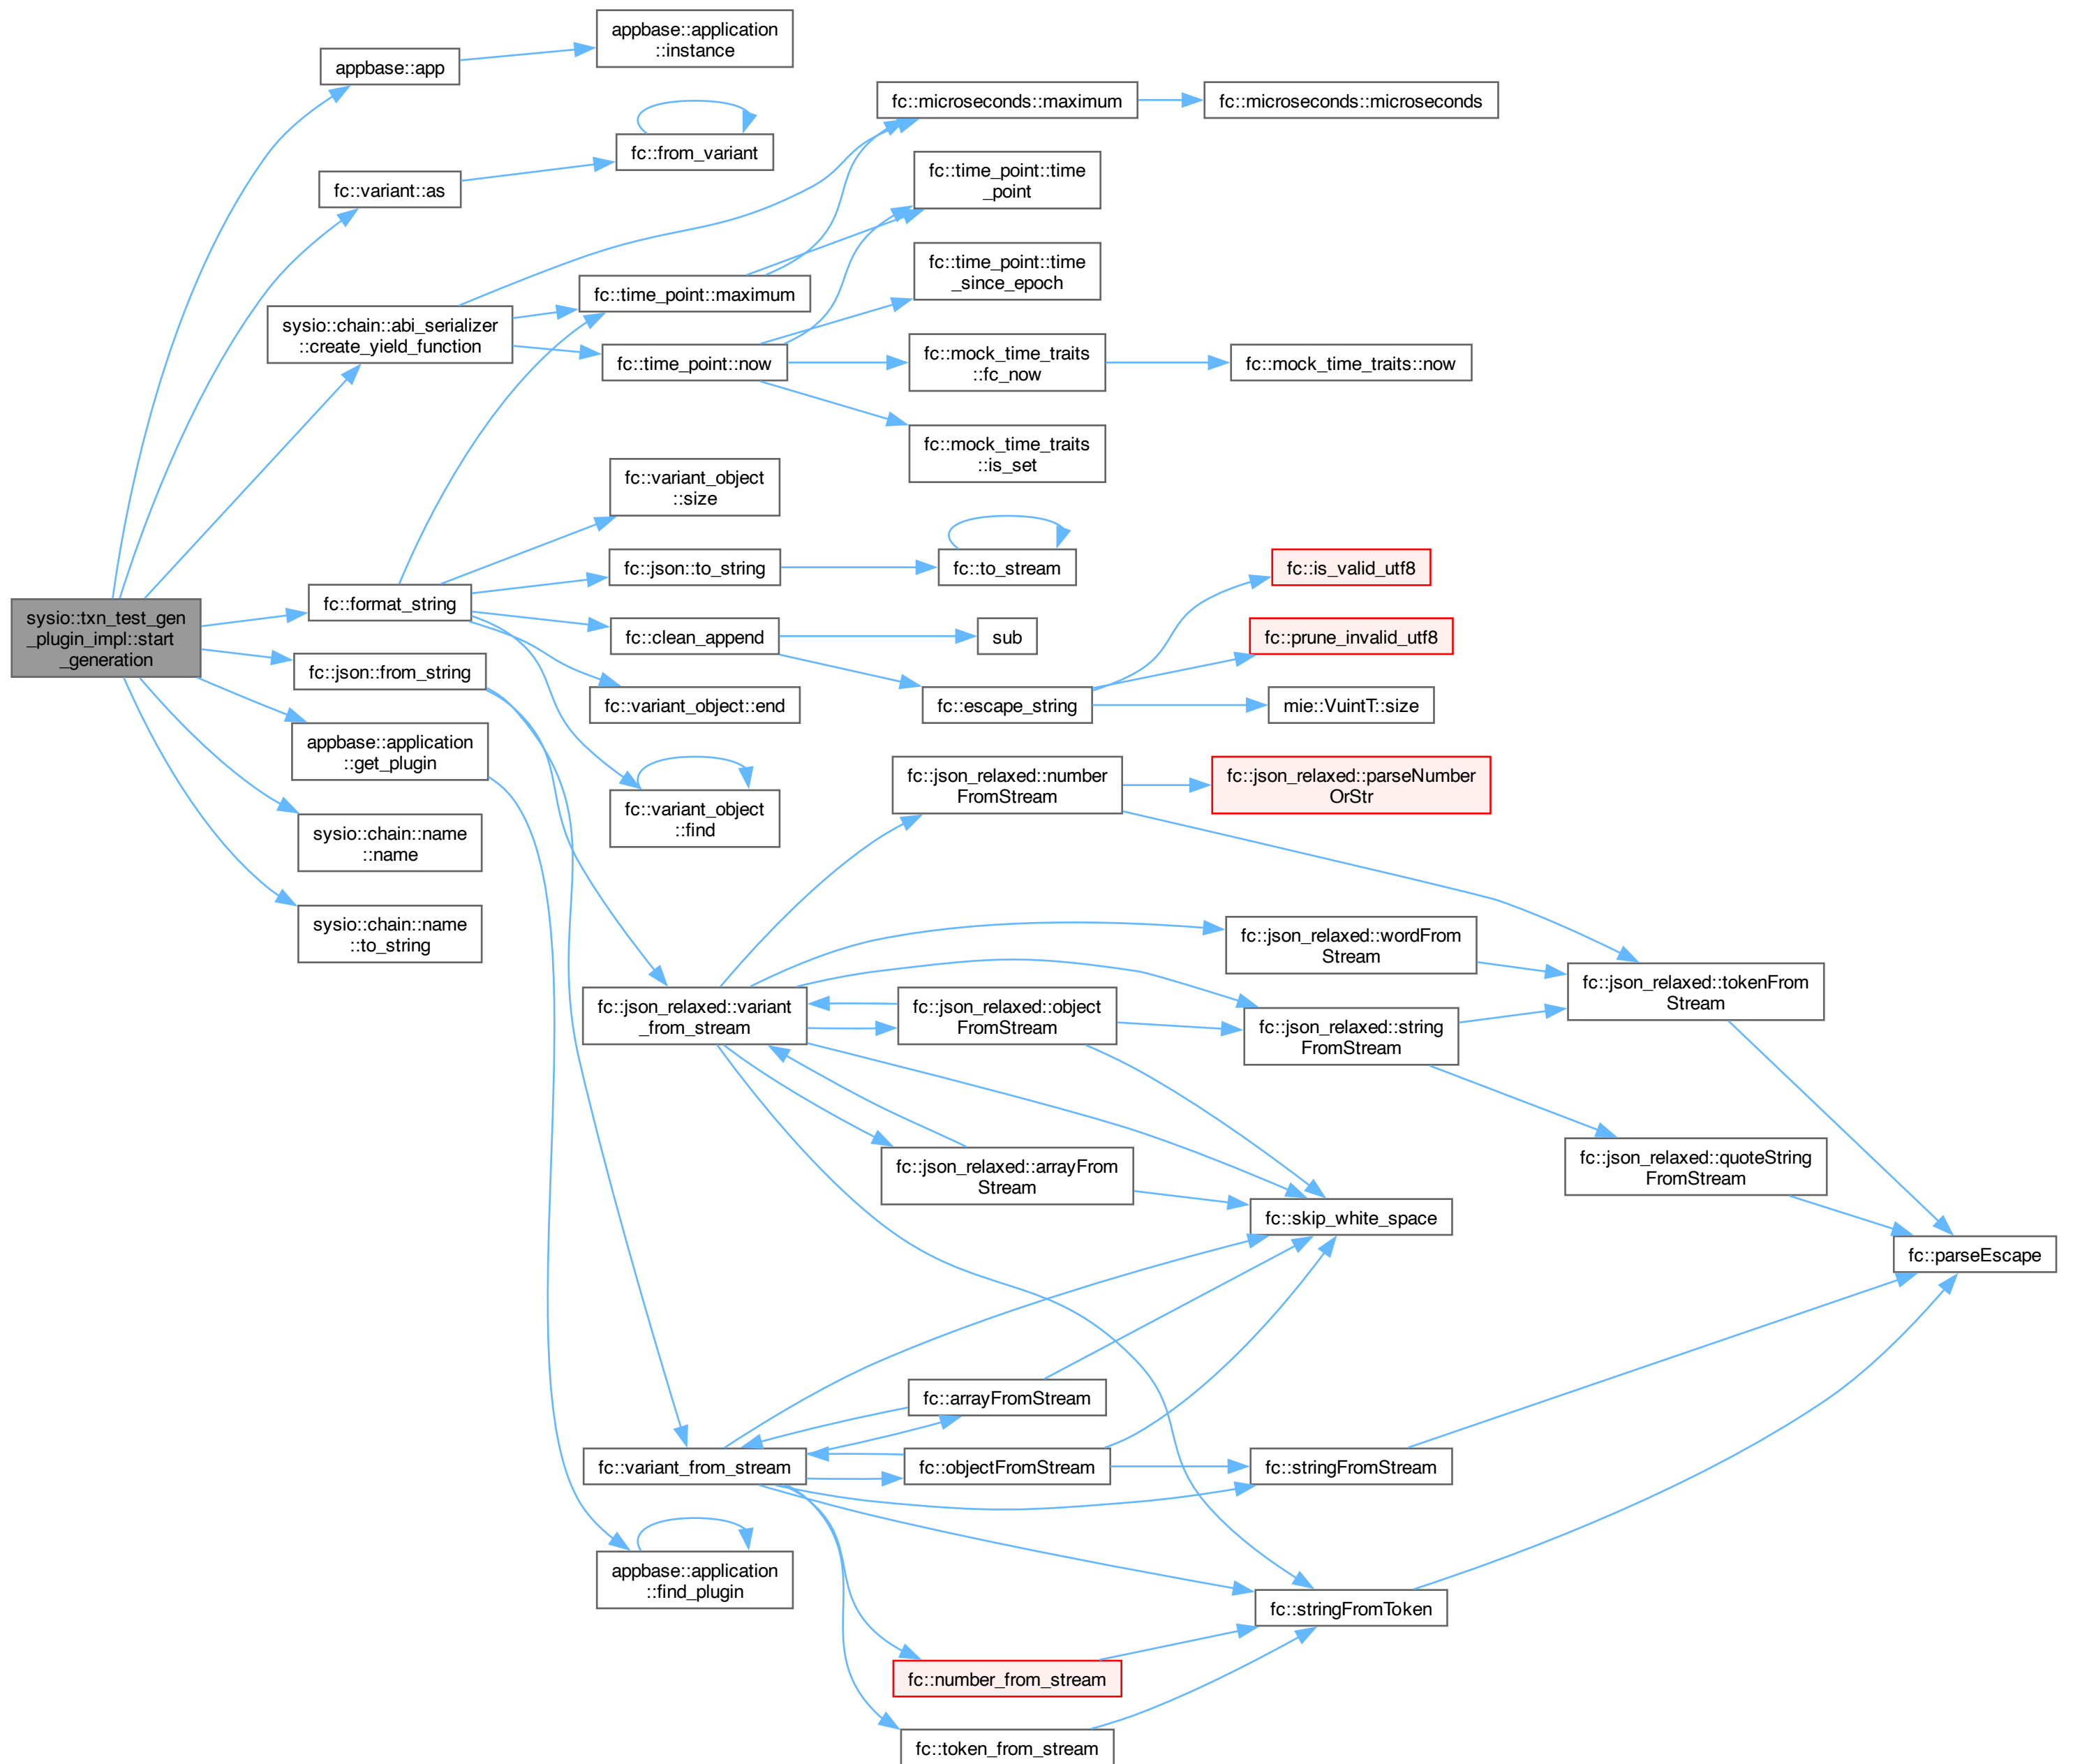 sysio::txn_test_gen
_plugin_impl::start
_generation
appbase::app
appbase::application
::instance
fc::variant::as
fc::from_variant
sysio::chain::abi_serializer
::create_yield_function
fc::microseconds::maximum
fc::microseconds::microseconds
fc::time_point::maximum
fc::time_point::time
_point
fc::time_point::now
fc::time_point::time
_since_epoch
fc::mock_time_traits
::fc_now
fc::mock_time_traits::now
fc::mock_time_traits
::is_set
fc::format_string
fc::variant_object
::size
fc::json::to_string
fc::to_stream
fc::clean_append
sub
fc::escape_string
fc::is_valid_utf8
fc::prune_invalid_utf8
mie::VuintT::size
fc::variant_object::end
fc::variant_object
::find
fc::json::from_string
appbase::application
::get_plugin
sysio::chain::name
::name
sysio::chain::name
::to_string
fc::json_relaxed::variant
_from_stream
fc::json_relaxed::number
FromStream
fc::json_relaxed::parseNumber
OrStr
fc::json_relaxed::wordFrom
Stream
fc::json_relaxed::tokenFrom
Stream
fc::json_relaxed::object
FromStream
fc::json_relaxed::string
FromStream
fc::json_relaxed::arrayFrom
Stream
fc::json_relaxed::quoteString
FromStream
fc::skip_white_space
fc::parseEscape
fc::arrayFromStream
fc::variant_from_stream
fc::objectFromStream
fc::stringFromStream
appbase::application
::find_plugin
fc::stringFromToken
fc::number_from_stream
fc::token_from_stream